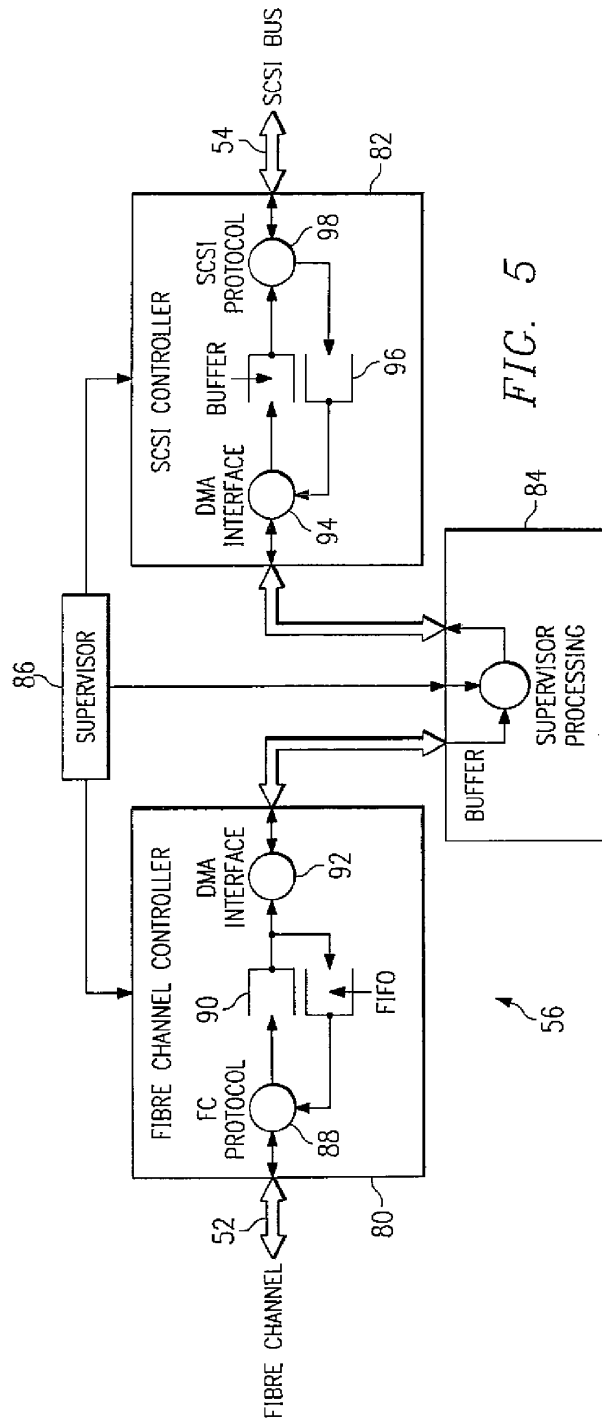 86
SUPERVISOR
FIBRE CHANNEL
52
80
FIBRE CHANNEL CONTROLLER
FC
PROTOCOL
88
90
FIFO
DMA
INTERFACE
92
SCSI CONTROLLER
DMA
INTERFACE
94
BUFFER
96
SCSI
PROTOCOL
98
82
54
SCSI BUS
56
BUFFER
SUPERVISOR
PROCESSING
84
FIG. 5